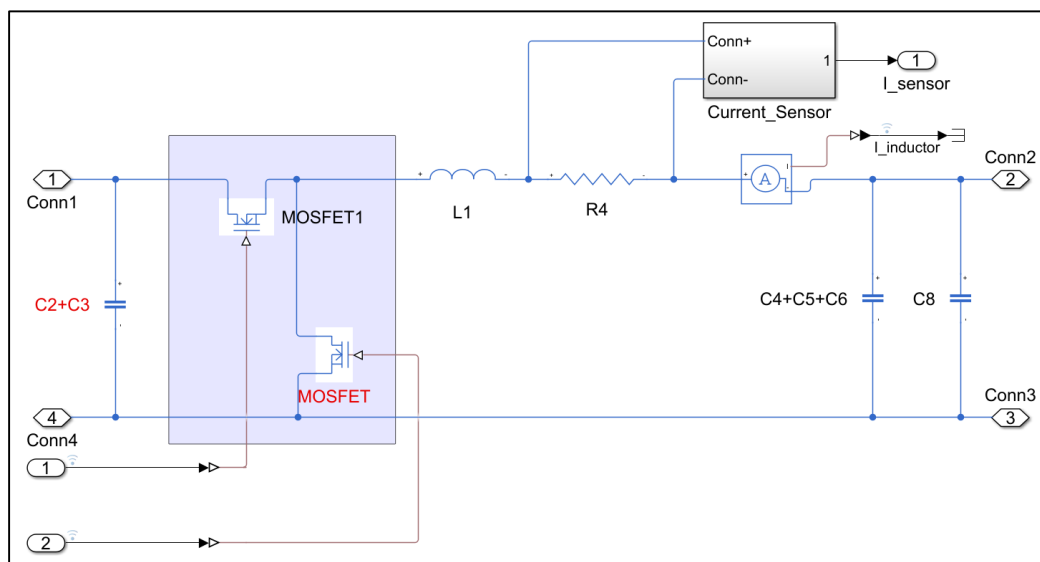 Conn+
Conn-
1
Current_Sensor
1
I_sensor
I
I_inductor
A
1
Conn1
MOSFET1
L1
R4
Conn2
2
C2+C3
MOSFET
C4+C5+C6
C8
4
Conn4
Conn3
3
1
2